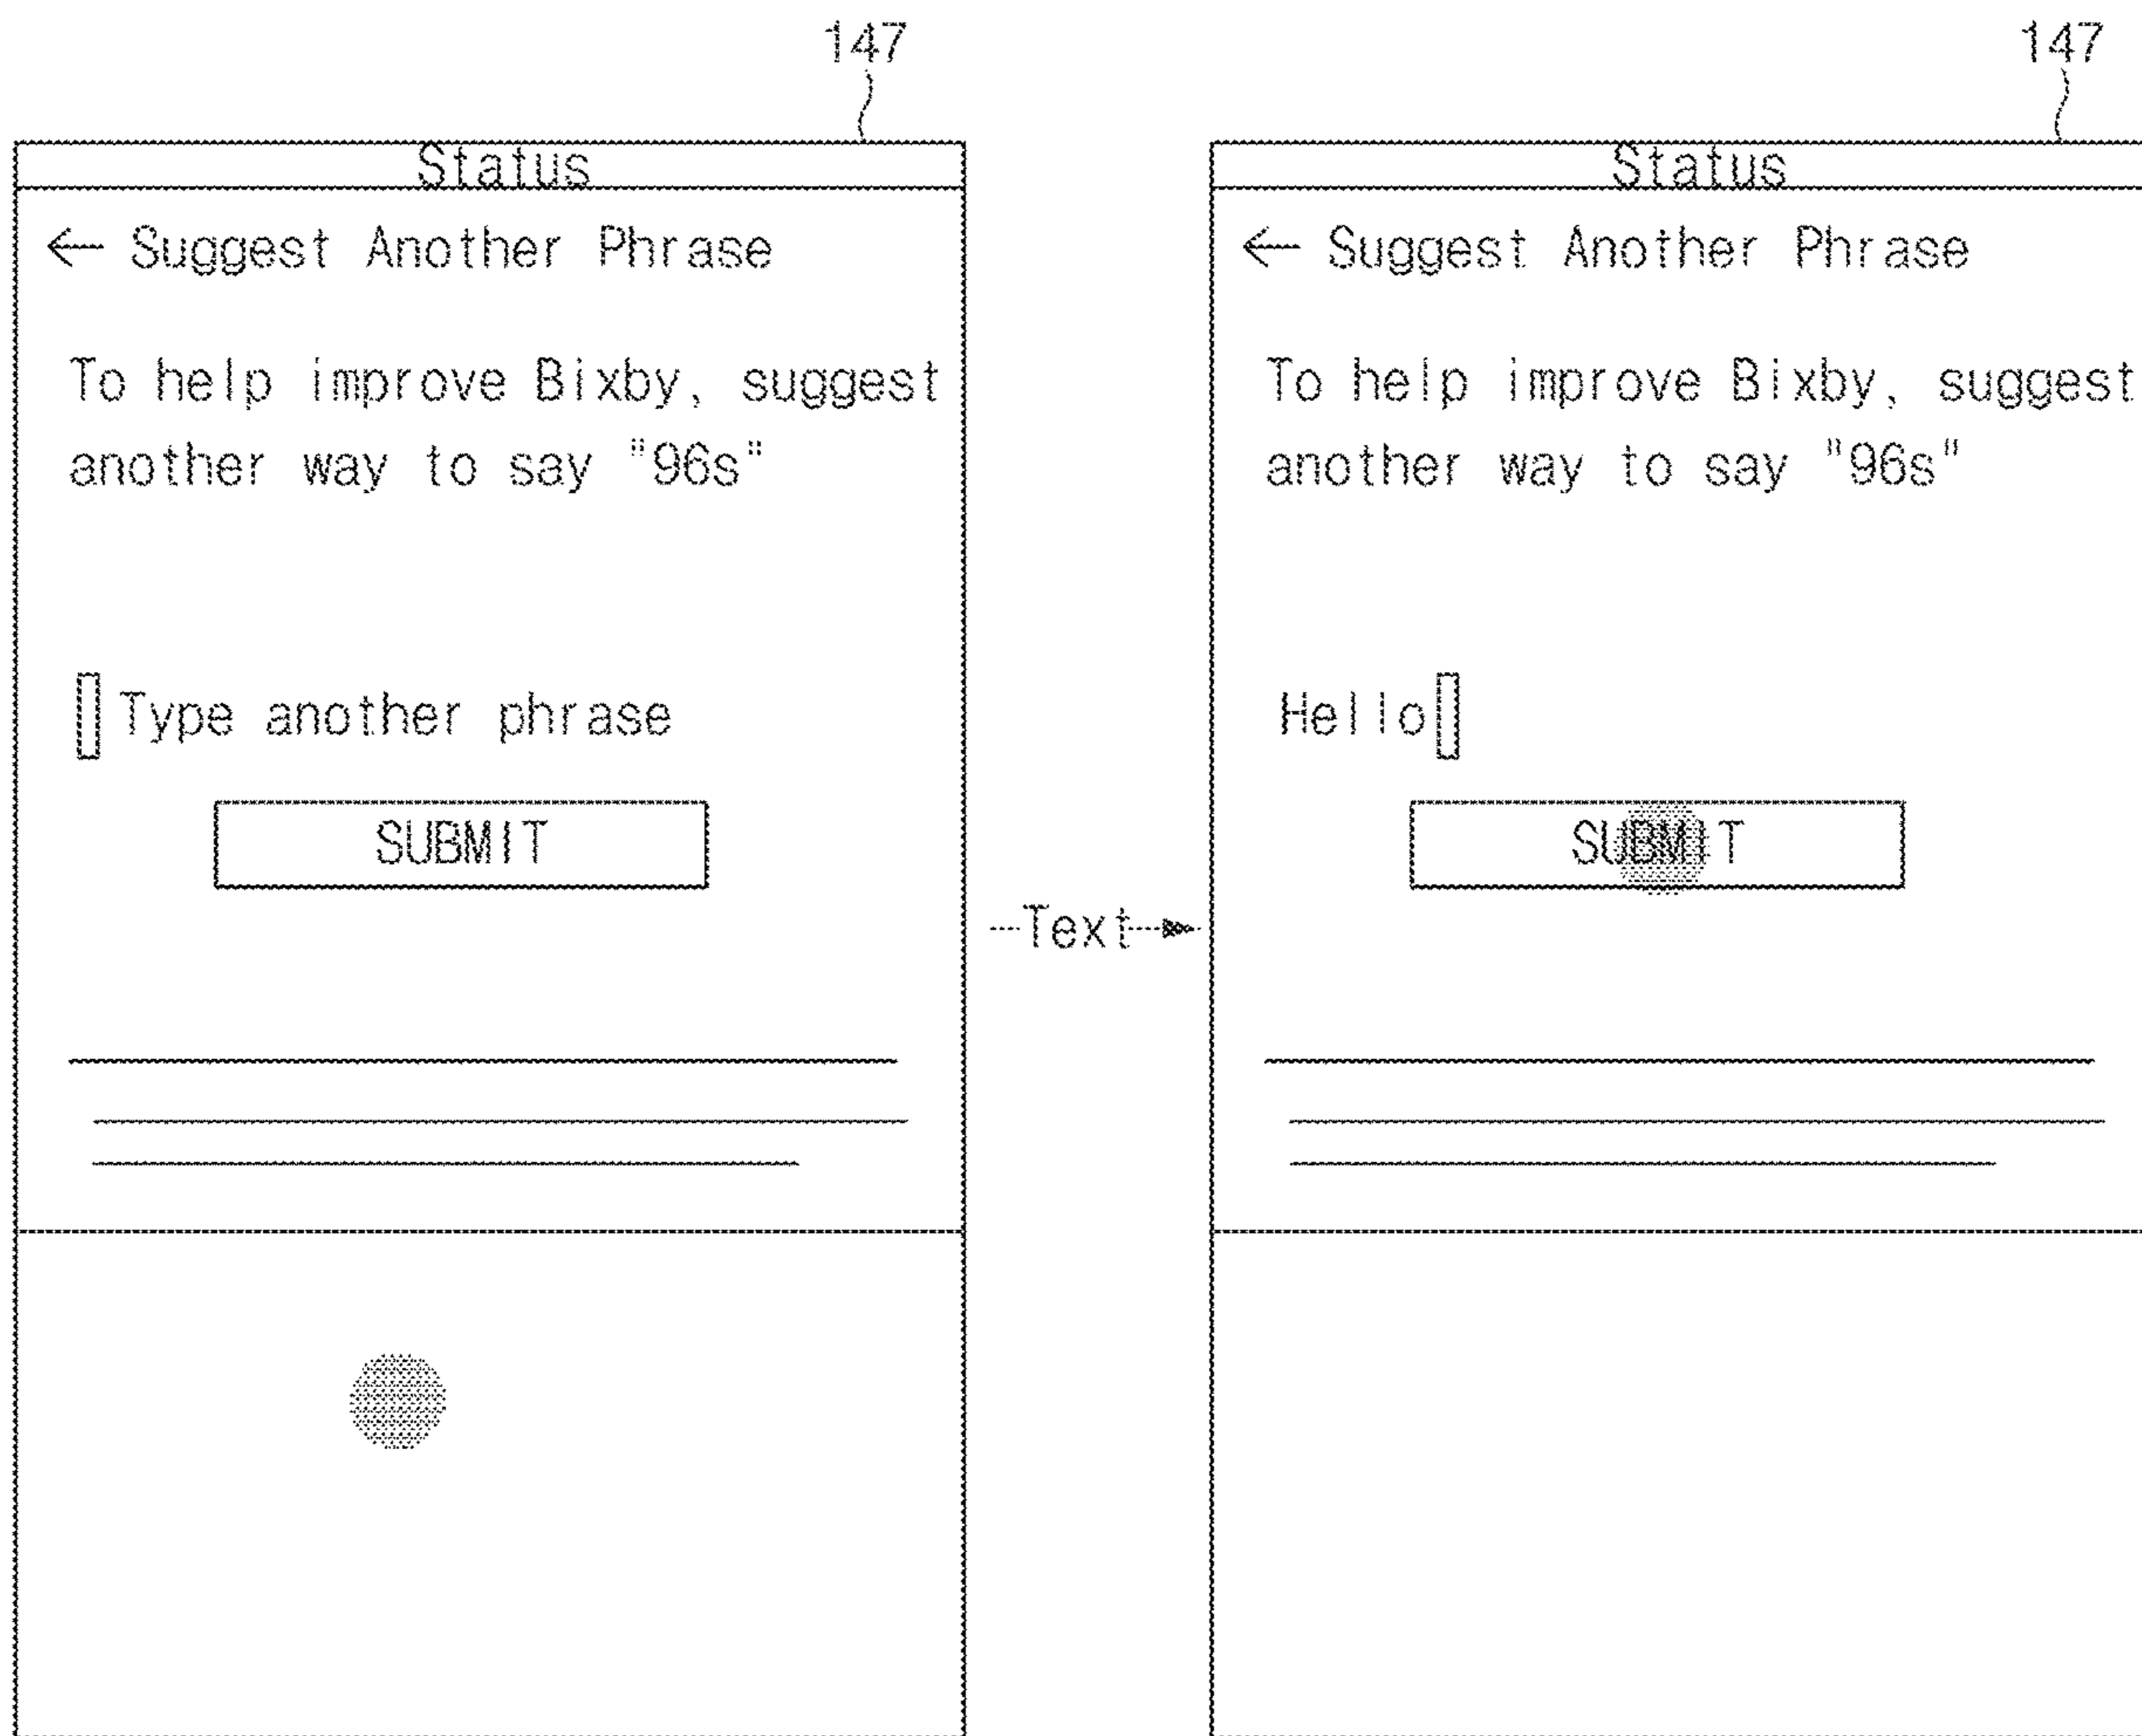 147
Status
← Suggest Another Phrase
To help improve Bixby, suggest
another way to say "96s"
Type another phrase
SUBMIT
Text
147
Status
← Suggest Another Phrase
To help improve Bixby, suggest
another way to say "96s"
Hello
SUBMIT